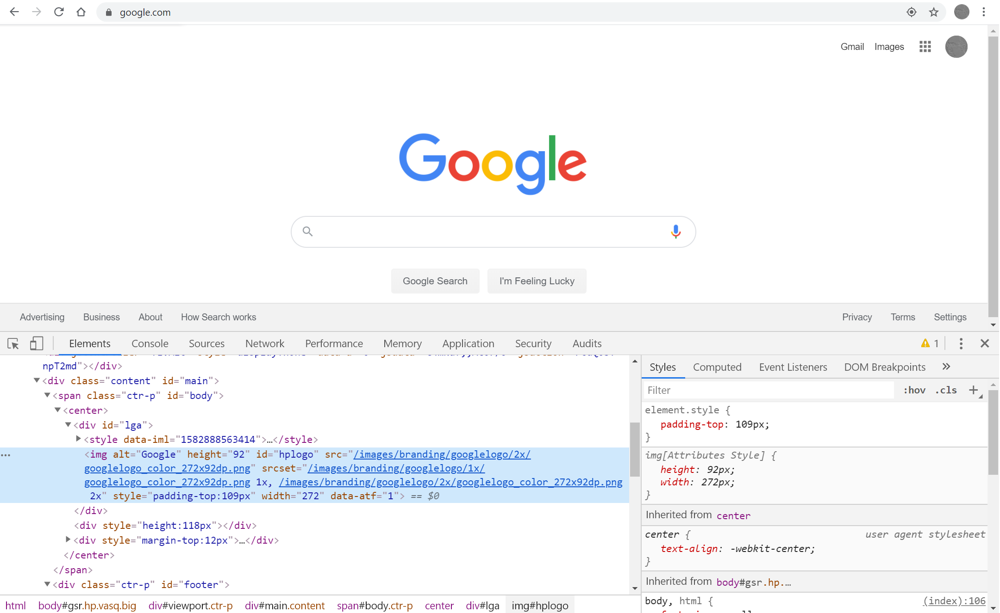 google.com
Gmail Images
Google
Google Search I'm Feeling Lucky
Advertising Business About How Search works Privacy Terms Settings
Elements Console Sources Network Performance Memory Application Security Audits 1
npT2md"></div>
<div class="content" id="main">
<span class="ctr-p" id="body">
<center>
<div id="lga">
<style data-iml="1582888563414">…</style>
<img alt="Google" height="92" id="hplogo" src="/images/branding/googlelogo/2x/
googlelogo_color_272x92dp.png" srcset="/images/branding/googlelogo/1x/
googlelogo_color_272x92dp.png 1x, /images/branding/googlelogo/2x/googlelogo_color_272x92dp.png
2x" style="padding-top:109px" width="272" data-atf="1"> == $0
</div>
<div style="height:118px"></div>
<div style="margin-top:12px">…</div>
</center>
</span>
<div class="ctr-p" id="footer">
html body#gsr.hp.vasq.big div#viewport.ctr-p div#main.content span#body.ctr-p center div#lga img#hplogo
Styles Computed Event Listeners DOM Breakpoints »
Filter :hov .cls +
element.style {
padding-top: 109px;
}
img[Attributes Style] {
height: 92px;
width: 272px;
}
Inherited from center
center { user agent stylesheet
text-align: -webkit-center;
}
Inherited from body#gsr.hp.…
body, html { (index):106